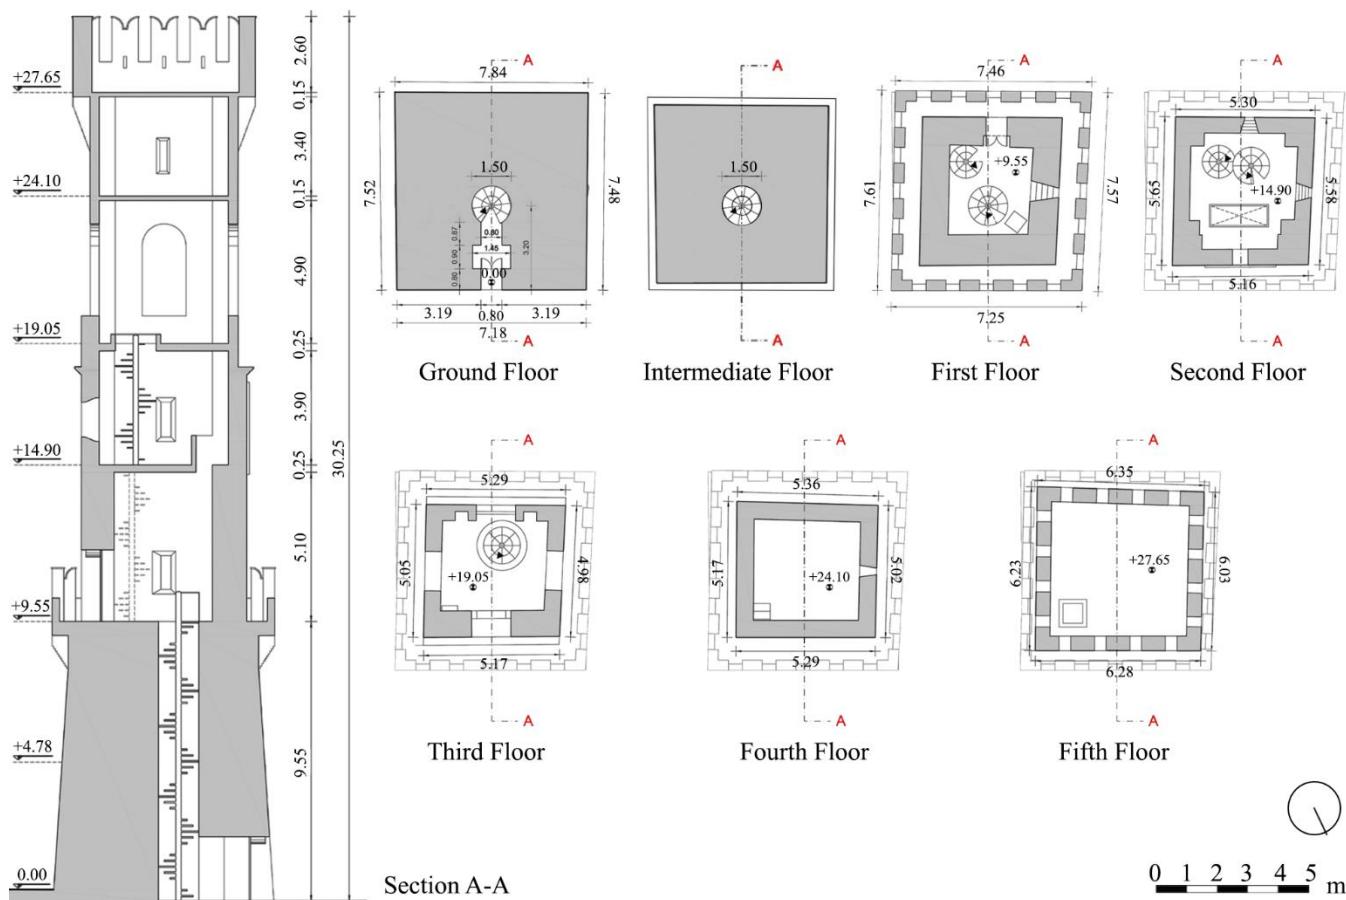 +27.65
+24.10
+19.05
+14.90
+9.55
+4.78
0.00
2.60
0.15
3.40
0.15
4.90
0.25
3.90
0.25
5.10
9.55
30.25
Section A-A
A
7.84
7.52
7.48
1.50
0.80
1.45
0.87
0.90
0.80
3.20
0.00
3.19 0.80 3.19
7.18
A
Ground Floor
A
1.50
A
Intermediate Floor
A
7.46
7.61
7.57
+9.55
7.25
A
First Floor
A
5.30
5.65
5.58
+14.90
5.16
A
Second Floor
A
5.29
5.05
4.98
+19.05
5.17
A
Third Floor
A
5.36
5.17
5.02
+24.10
5.29
A
Fourth Floor
A
6.35
6.23
6.03
+27.65
6.28
A
Fifth Floor
0 1 2 3 4 5 m